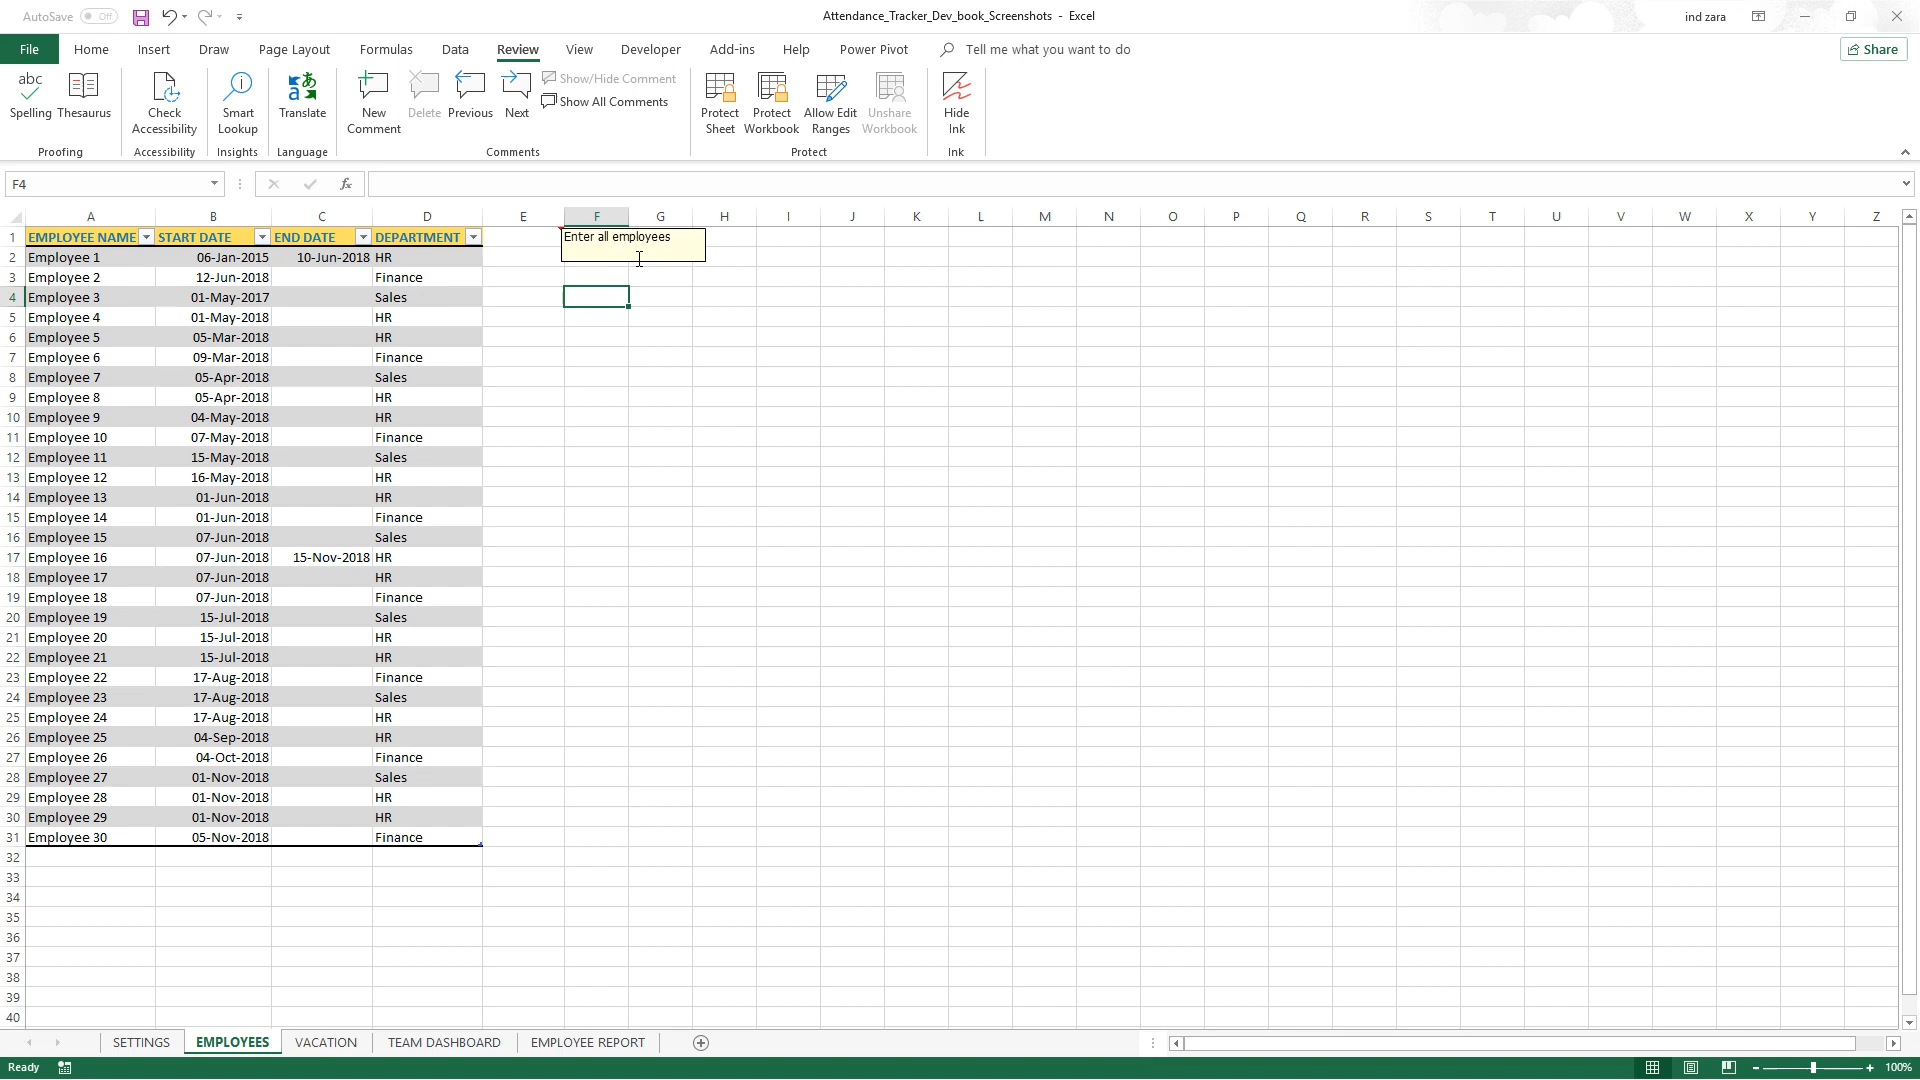 AutoSave Off
Attendance_Tracker_Dev_book_Screenshots - Excel
ind zara
File Home Insert Draw Page Layout Formulas Data Review View Developer Add-ins Help Power Pivot Tell me what you want to do Share
abc
Spelling Thesaurus
Proofing
Check Accessibility
Accessibility
Smart Lookup
Insights
Translate
Language
New Comment
Delete Previous Next
Show/Hide Comment
Show All Comments
Comments
Protect Sheet
Protect Workbook
Allow Edit Ranges
Unshare Workbook
Protect
Hide Ink
Ink
F4 fx
A B C D E F G H I J K L M N O P Q R S T U V W X Y Z
1 EMPLOYEE NAME START DATE END DATE DEPARTMENT
Enter all employees
2 Employee 1 06-Jan-2015 10-Jun-2018 HR
3 Employee 2 12-Jun-2018 Finance
4 Employee 3 01-May-2017 Sales
5 Employee 4 01-May-2018 HR
6 Employee 5 05-Mar-2018 HR
7 Employee 6 09-Mar-2018 Finance
8 Employee 7 05-Apr-2018 Sales
9 Employee 8 05-Apr-2018 HR
10 Employee 9 04-May-2018 HR
11 Employee 10 07-May-2018 Finance
12 Employee 11 15-May-2018 Sales
13 Employee 12 16-May-2018 HR
14 Employee 13 01-Jun-2018 HR
15 Employee 14 01-Jun-2018 Finance
16 Employee 15 07-Jun-2018 Sales
17 Employee 16 07-Jun-2018 15-Nov-2018 HR
18 Employee 17 07-Jun-2018 HR
19 Employee 18 07-Jun-2018 Finance
20 Employee 19 15-Jul-2018 Sales
21 Employee 20 15-Jul-2018 HR
22 Employee 21 15-Jul-2018 HR
23 Employee 22 17-Aug-2018 Finance
24 Employee 23 17-Aug-2018 Sales
25 Employee 24 17-Aug-2018 HR
26 Employee 25 04-Sep-2018 HR
27 Employee 26 04-Oct-2018 Finance
28 Employee 27 01-Nov-2018 Sales
29 Employee 28 01-Nov-2018 HR
30 Employee 29 01-Nov-2018 HR
31 Employee 30 05-Nov-2018 Finance
32
33
34
35
36
37
38
39
40
SETTINGS EMPLOYEES VACATION TEAM DASHBOARD EMPLOYEE REPORT
Ready 100%